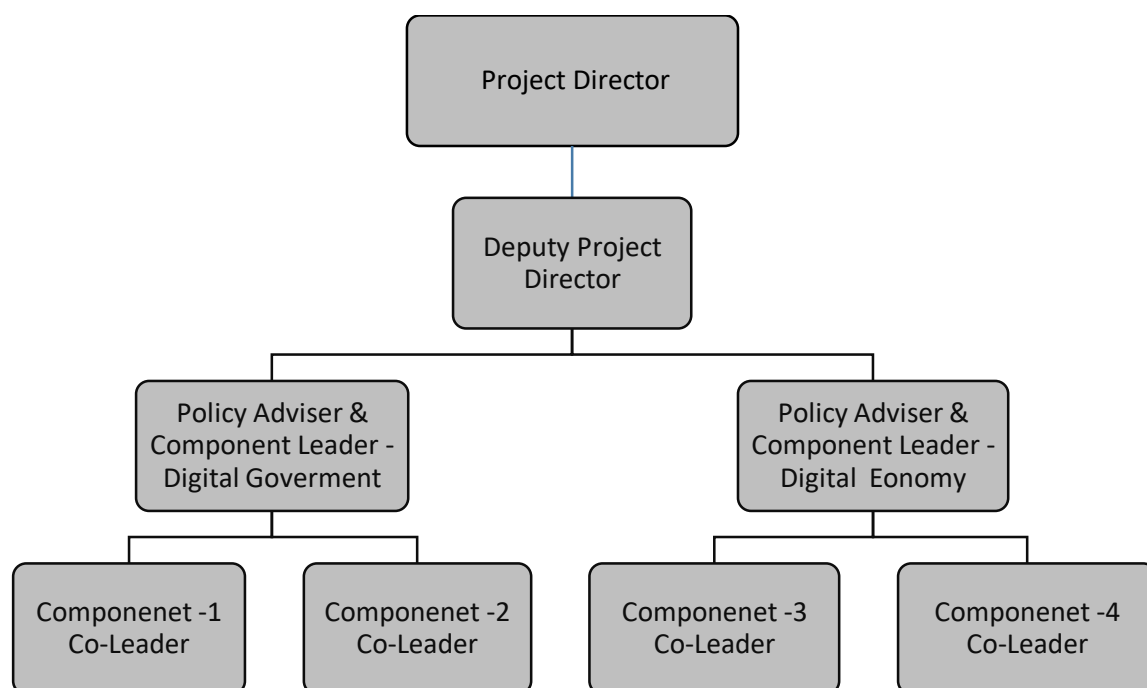 Project Director
Deputy Project
Director
Policy Adviser &
Component Leader -
Digital Goverment
Policy Adviser &
Component Leader -
Digital Eonomy
Componenet -1
Co-Leader
Componenet -2
Co-Leader
Componenet -3
Co-Leader
Componenet -4
Co-Leader